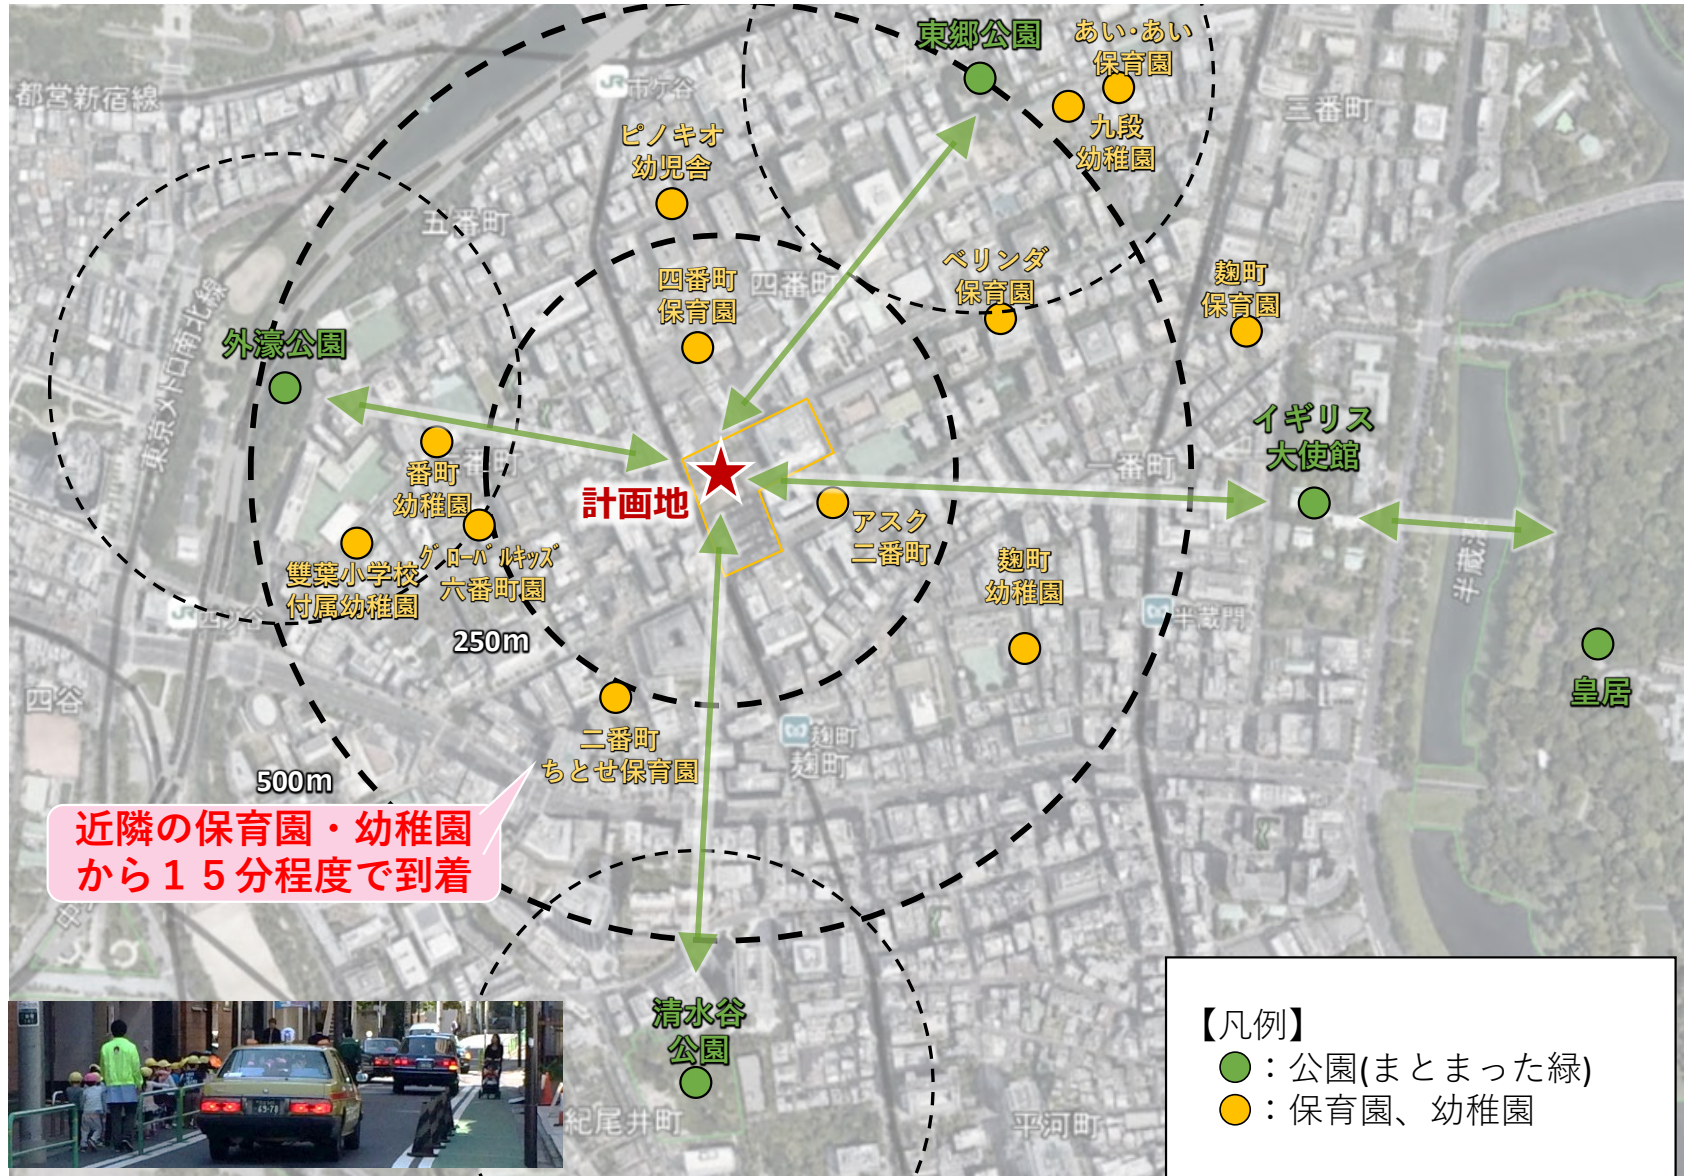 東郷公園
あい・あい
保育園
都営新宿線
市ケ谷
三番町
九段
幼稚園
ピノキオ
幼児舎
五番町
四番町
保育園
四番町
ベリンダ
保育園
麹町
保育園
外濠公園
東京メトロ南北線
イギリス
大使館
番町
幼稚園
番町
計画地
アスク
二番町
グローバルキッズ
六番町園
雙葉小学校
付属幼稚園
麹町
幼稚園
半蔵門
250m
四谷
皇居
二番町
ちとせ保育園
麹町
麹町
500m
近隣の保育園・幼稚園
から１５分程度で到着
清水谷
公園
紀尾井町
平河町
【凡例】
：公園(まとまった緑)
：保育園、幼稚園